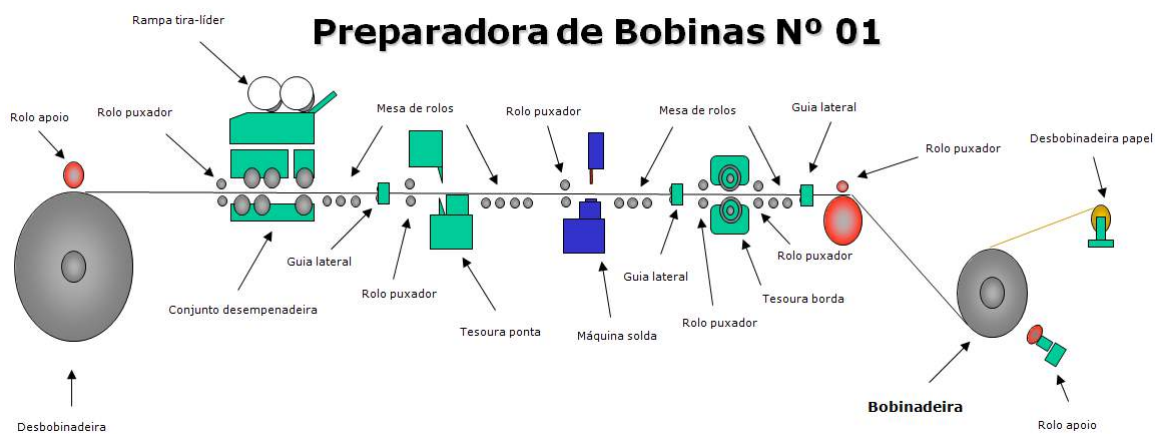 Preparadora de Bobinas Nº 01
Rampa tira-líder
Rolo apoio
Rolo puxador
Mesa de rolos
Rolo puxador
Mesa de rolos
Guia lateral
Rolo puxador
Desbobinadeira papel
Guia lateral
Rolo puxador
Conjunto desempenadeira
Tesoura ponta
Máquina solda
Guia lateral
Rolo puxador
Rolo puxador
Tesoura borda
Bobinadeira
Rolo apoio
Desbobinadeira